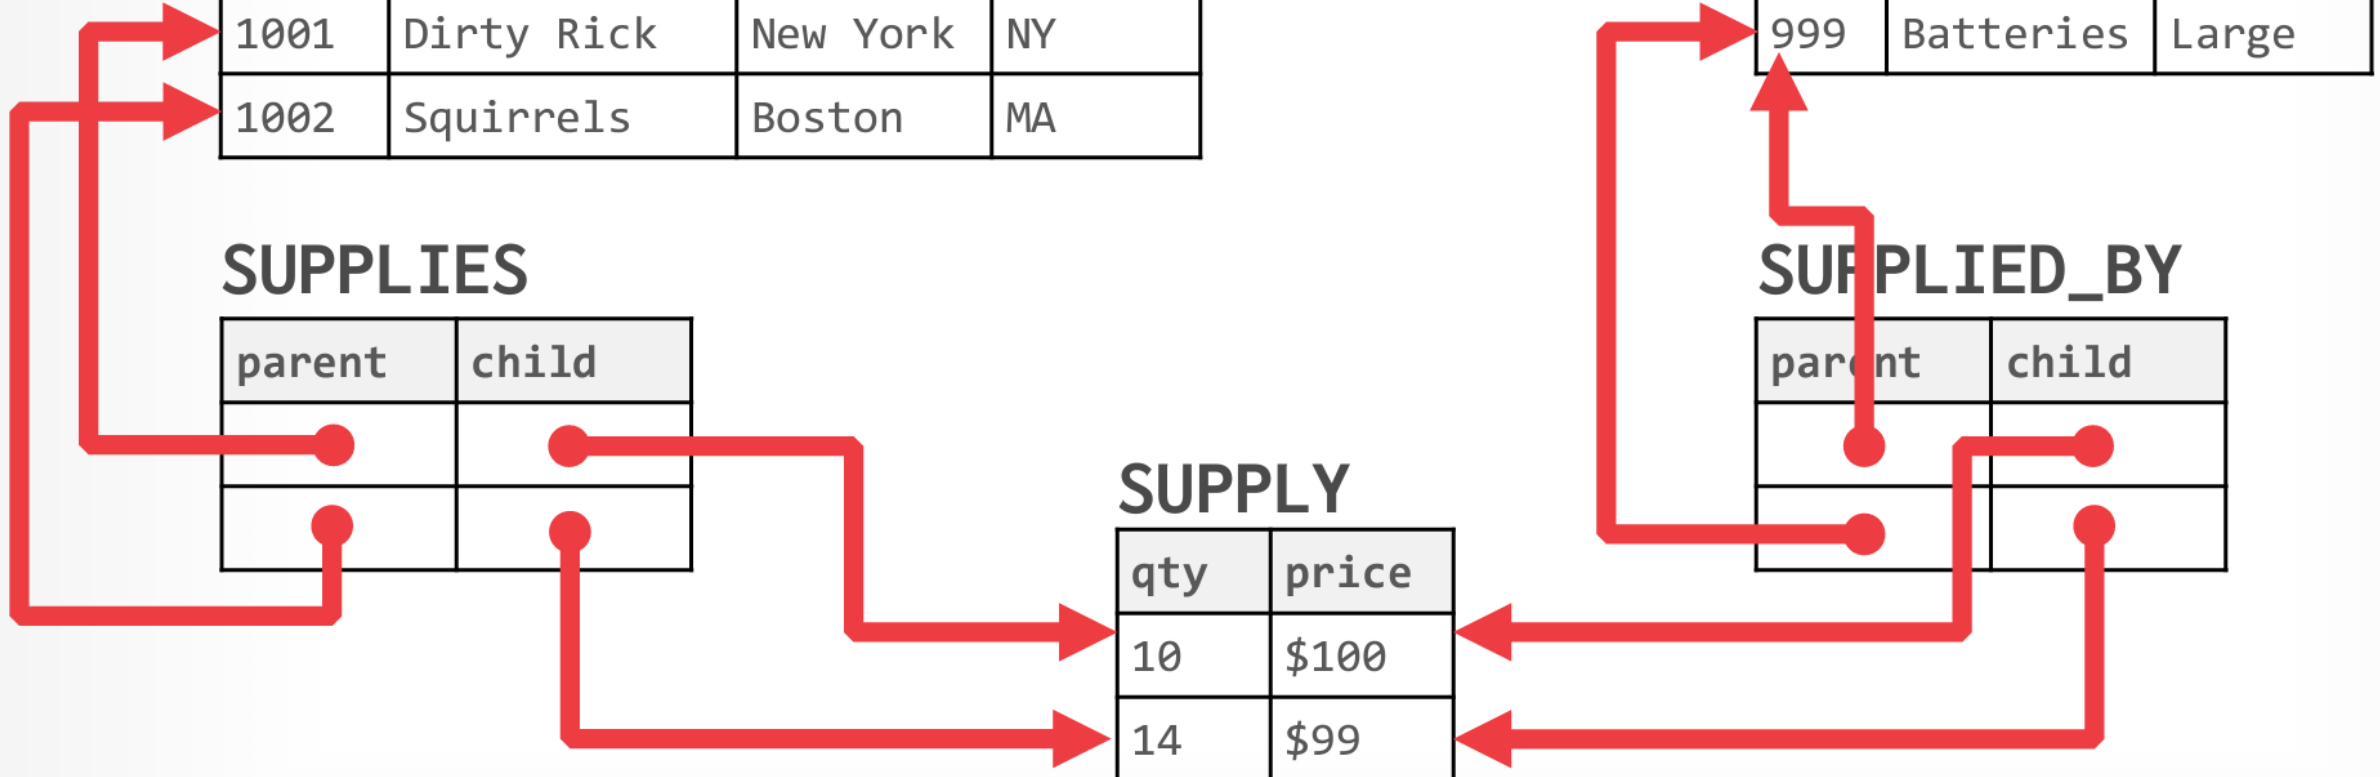 1001 Dirty Rick New York NY
1002 Squirrels Boston MA
999 Batteries Large
SUPPLIES
parent child
SUPPLIED_BY
parent child
SUPPLY
qty price
10 $100
14 $99